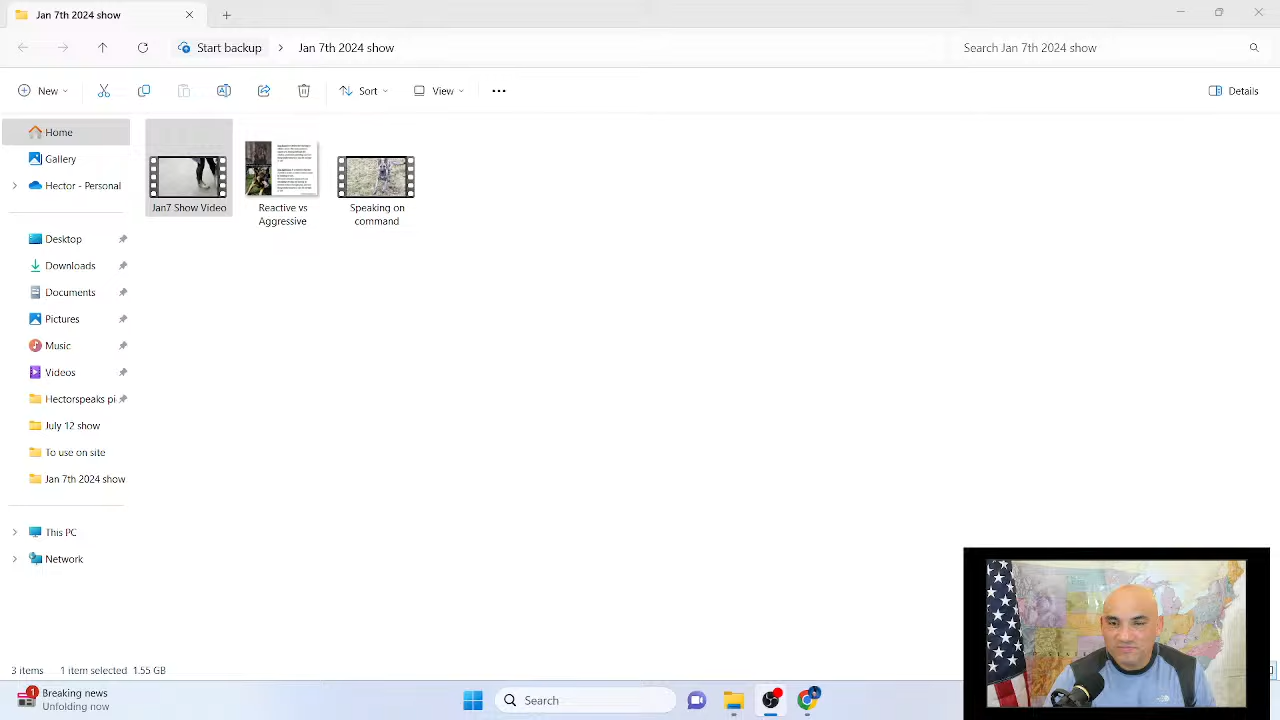 Jan 7th 2024 show
Start backup
Jan 7th 2024 show
Search Jan 7th 2024 show
New
Sort
View
Details
Home
Jan7 Show Video
Reactive vs
Aggressive
Speaking on
command
Desktop
Downloads
Documents
Pictures
Music
Videos
Hectorspeaks pi
July 12 show
To use on site
Jan 7th 2024 show
This PC
Network
3 items
1 item selected 1.55 GB
1
Breaking news
Unfolding now
Search